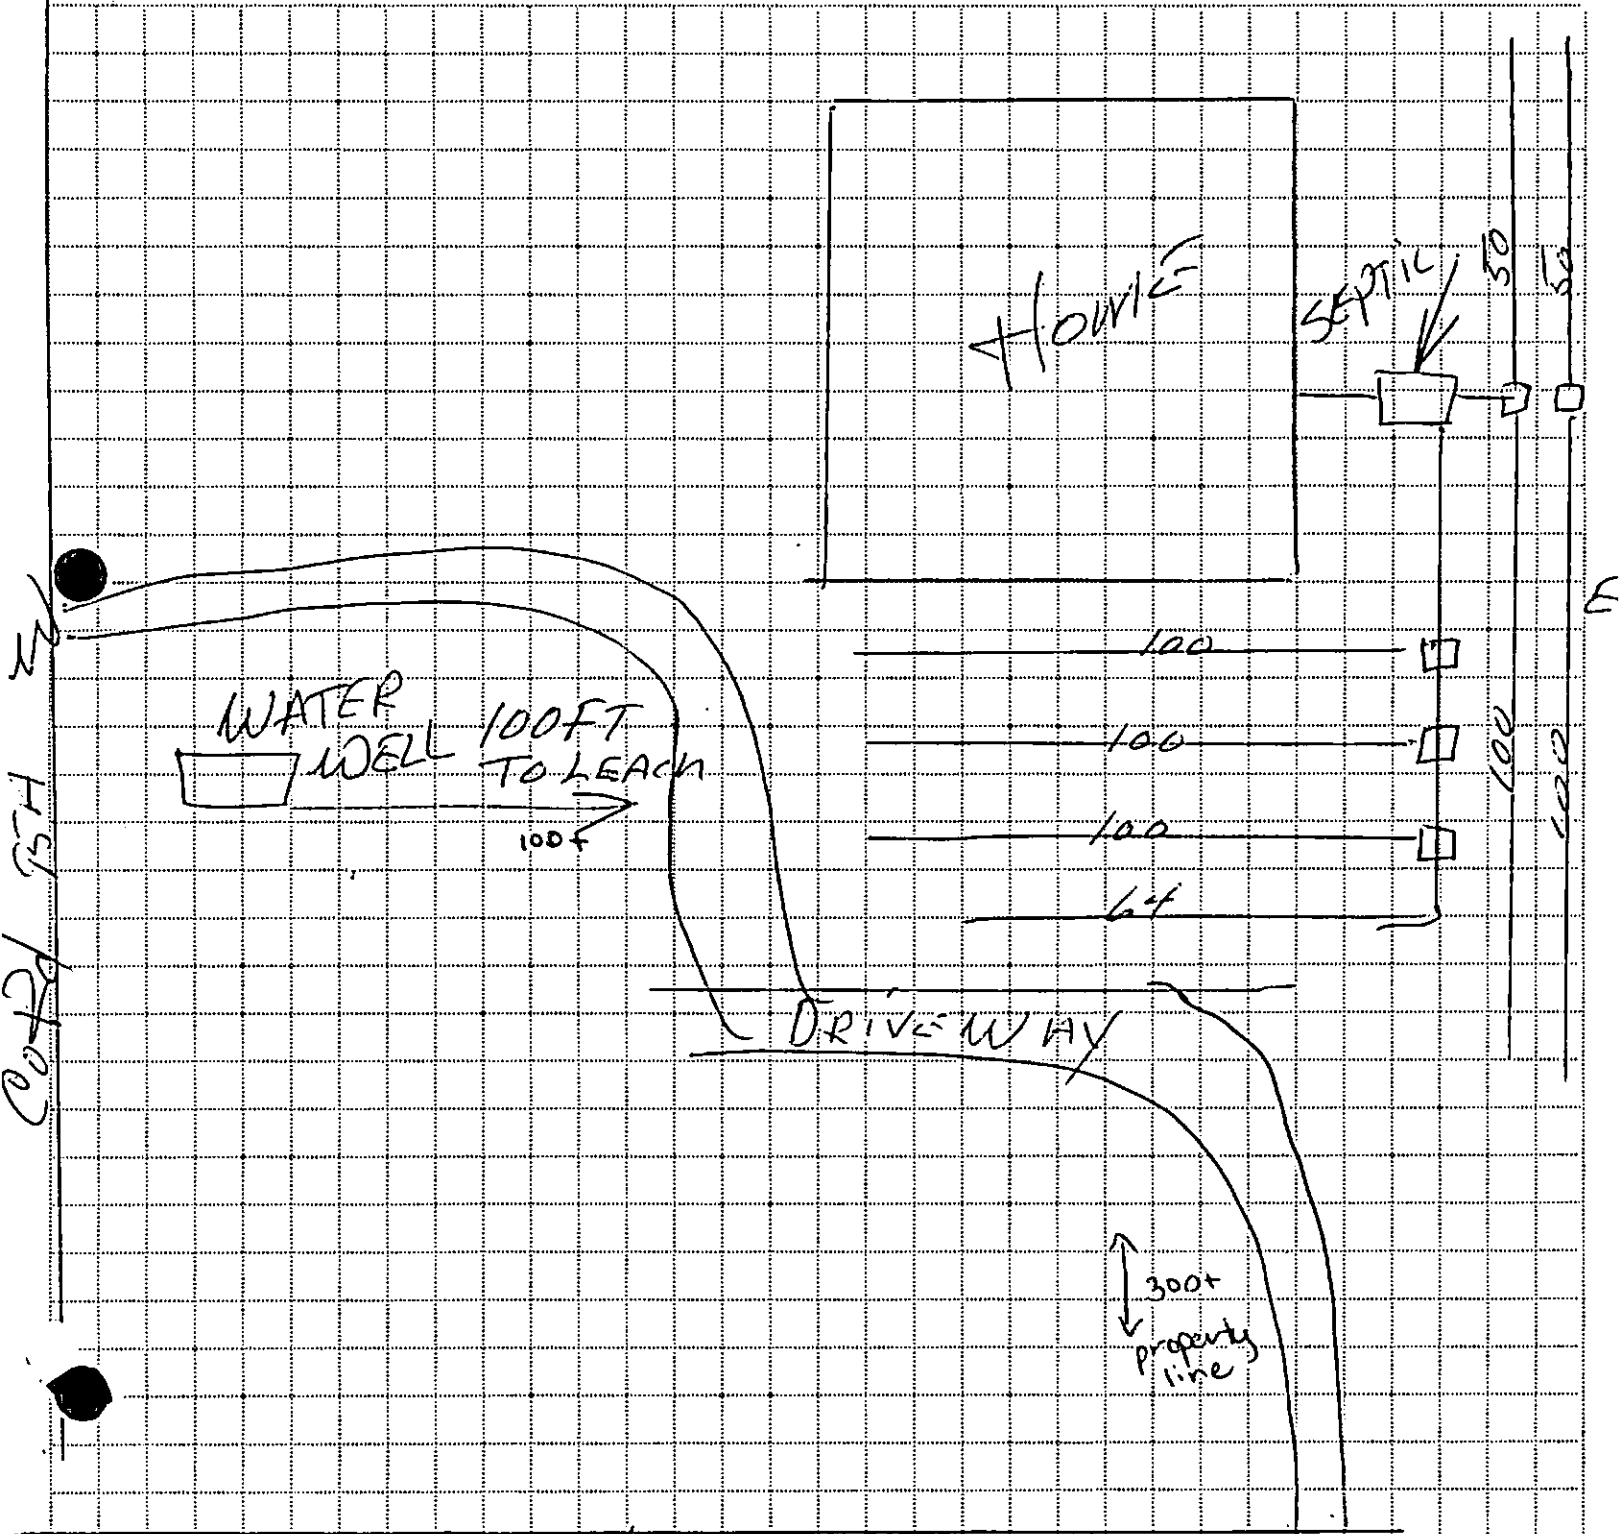 HOUSE
SEPTIC
50
50
W
E
100
WATER
WELL 100FT
TO LEACH
100+
100
100
100
100
64
DRIVEWAY
300+
property
line